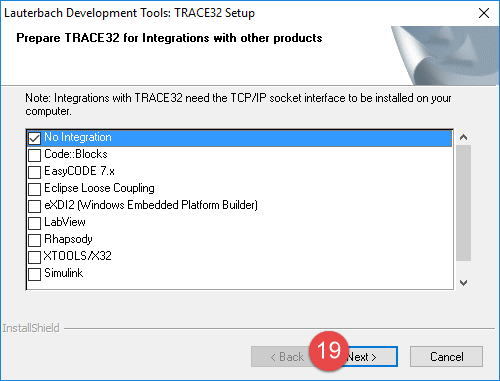 Lauterbach Development Tools: TRACE32 Setup
Prepare TRACE32 for Integrations with other products
Note: Integrations with TRACE32 need the TCP/IP socket interface to be installed on your
computer.
No Integration
Code::Blocks
EasyCODE 7.x
Eclipse Loose Coupling
eXDI2 (Windows Embedded Platform Builder)
LabView
Rhapsody
XTOOLS/X32
Simulink
InstallShield
< Back 19 Next > Cancel